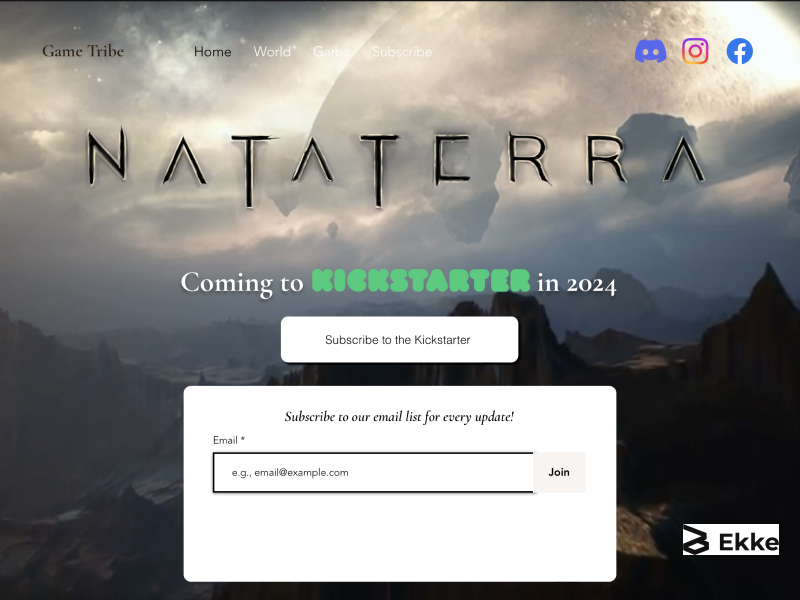 Game Tribe
Home World Game Subscribe
NATATERRA
Coming to KICKSTARTER in 2024
Subscribe to the Kickstarter
Subscribe to our email list for every update!
Email *
e.g., email@example.com
Join
Ekke